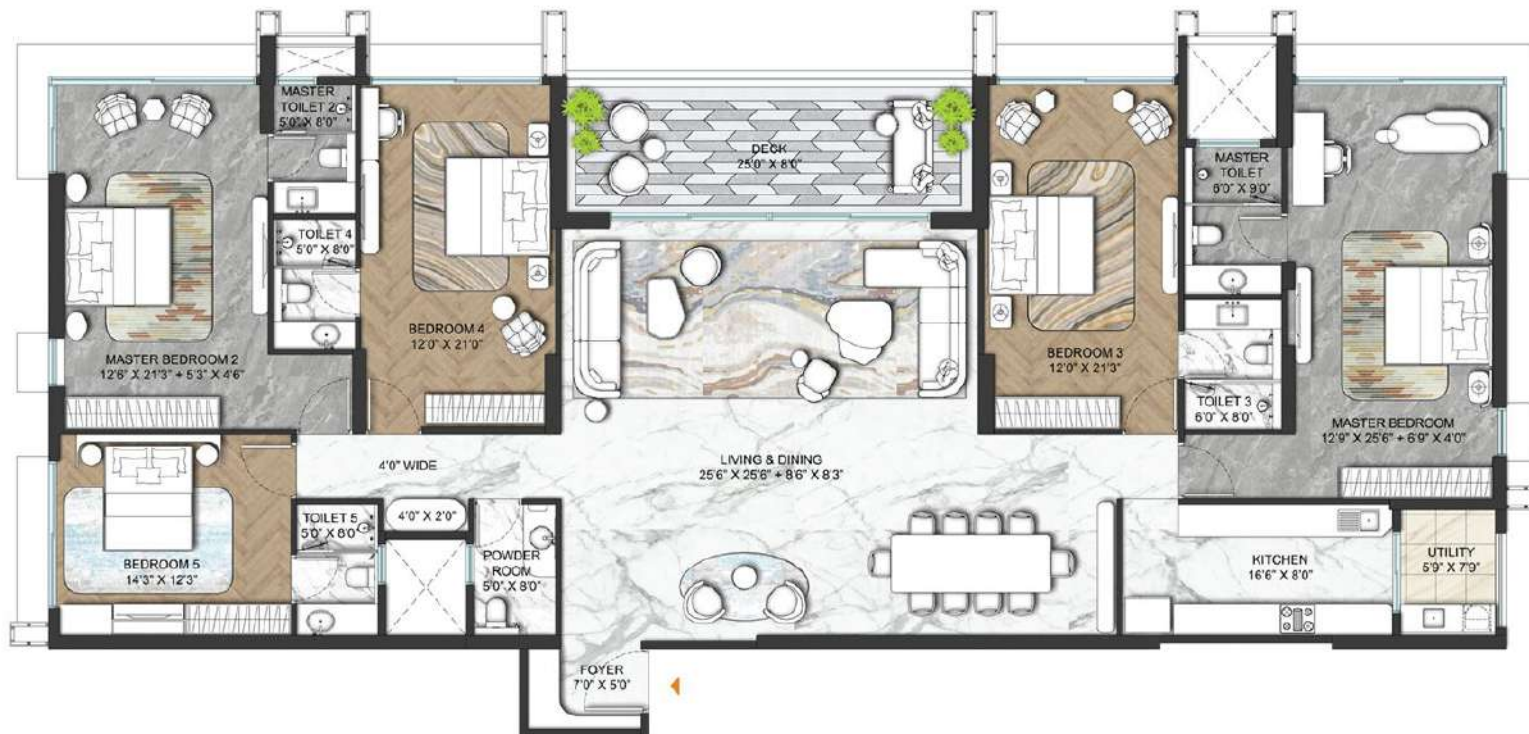 MASTER
TOILET 2
5'0" X 8'0"
DECK
25'0" X 8'0"
MASTER
TOILET
6'0" X 9'0"
TOILET 4
5'0" X 8'0"
BEDROOM 4
12'0" X 21'0"
MASTER BEDROOM 2
12'6" X 21'3" + 5'3" X 4'6"
BEDROOM 3
12'0" X 21'3"
TOILET 3
6'0" X 8'0"
MASTER BEDROOM
12'9" X 25'6" + 6'9" X 4'0"
4'0" WIDE
LIVING & DINING
25'6" X 25'6" + 8'6" X 8'3"
TOILET 5
5'0" X 8'0"
4'0" X 2'0"
BEDROOM 5
14'3" X 12'3"
POWDER
ROOM
5'0" X 8'0"
KITCHEN
16'6" X 8'0"
UTILITY
5'9" X 7'9"
FOYER
7'0" X 5'0"